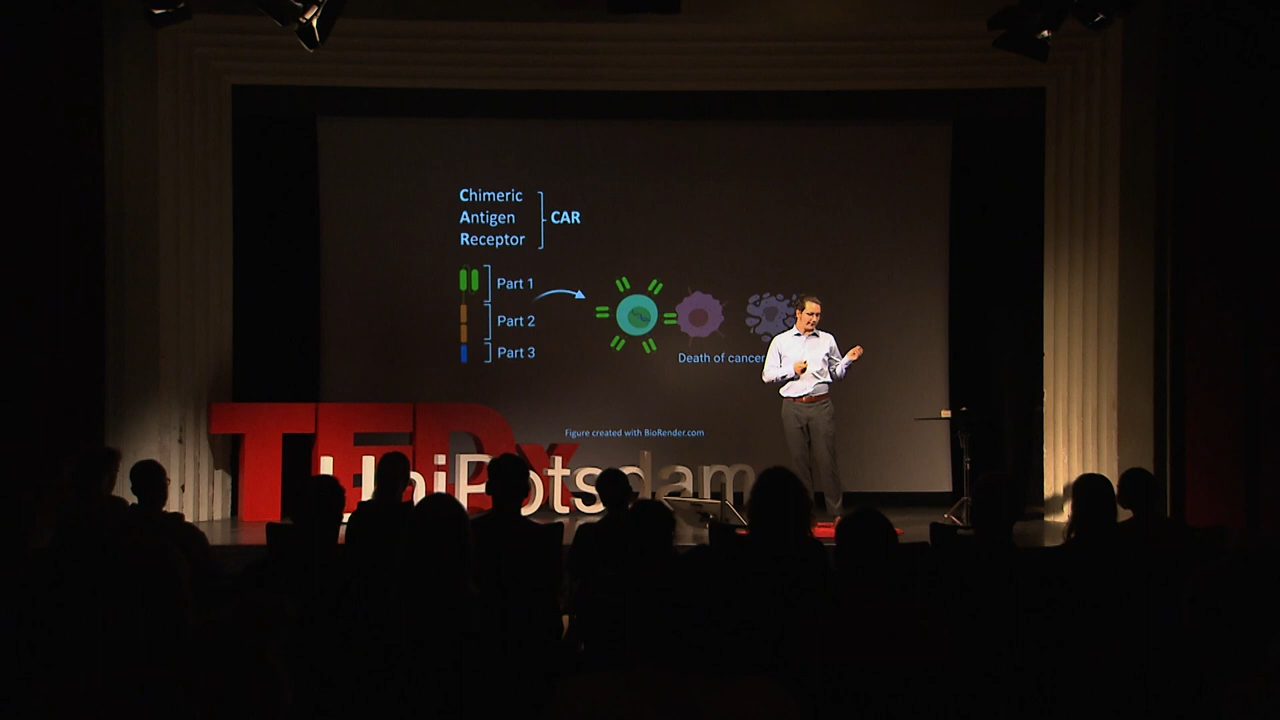 Chimeric
Antigen
Receptor
CAR
Part 1
Part 2
Part 3
Death of cancer
Figure created with BioRender.com
TEDx
UniPotsdam